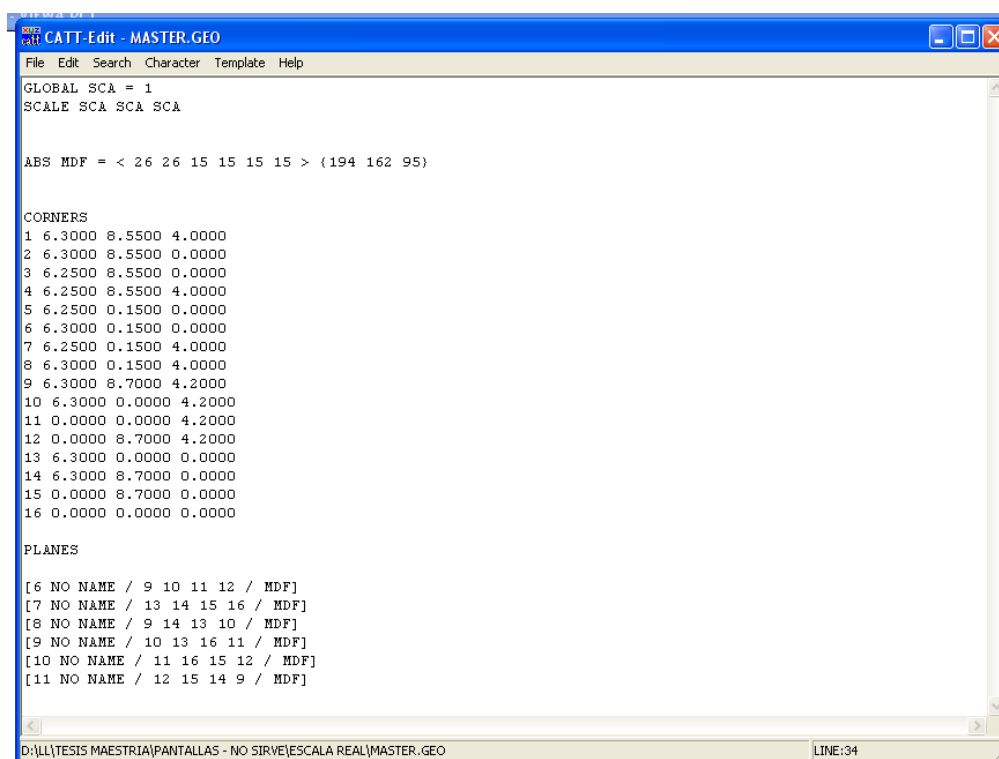 CATT-Edit - MASTER.GEO
File Edit Search Character Template Help
GLOBAL SCA = 1
SCALE SCA SCA SCA
ABS MDF = < 26 26 15 15 15 15 > {194 162 95}
CORNERS
1 6.3000 8.5500 4.0000
2 6.3000 8.5500 0.0000
3 6.2500 8.5500 0.0000
4 6.2500 8.5500 4.0000
5 6.2500 0.1500 0.0000
6 6.3000 0.1500 0.0000
7 6.2500 0.1500 4.0000
8 6.3000 0.1500 4.0000
9 6.3000 8.7000 4.2000
10 6.3000 0.0000 4.2000
11 0.0000 0.0000 4.2000
12 0.0000 8.7000 4.2000
13 6.3000 0.0000 0.0000
14 6.3000 8.7000 0.0000
15 0.0000 8.7000 0.0000
16 0.0000 0.0000 0.0000
PLANES
[6 NO NAME / 9 10 11 12 / MDF]
[7 NO NAME / 13 14 15 16 / MDF]
[8 NO NAME / 9 14 13 10 / MDF]
[9 NO NAME / 10 13 16 11 / MDF]
[10 NO NAME / 11 16 15 12 / MDF]
[11 NO NAME / 12 15 14 9 / MDF]
D:\LL\TESIS MAESTRIA\PANTALLAS - NO SIRVE\ESCALA REAL\MASTER.GEO
LINE:34